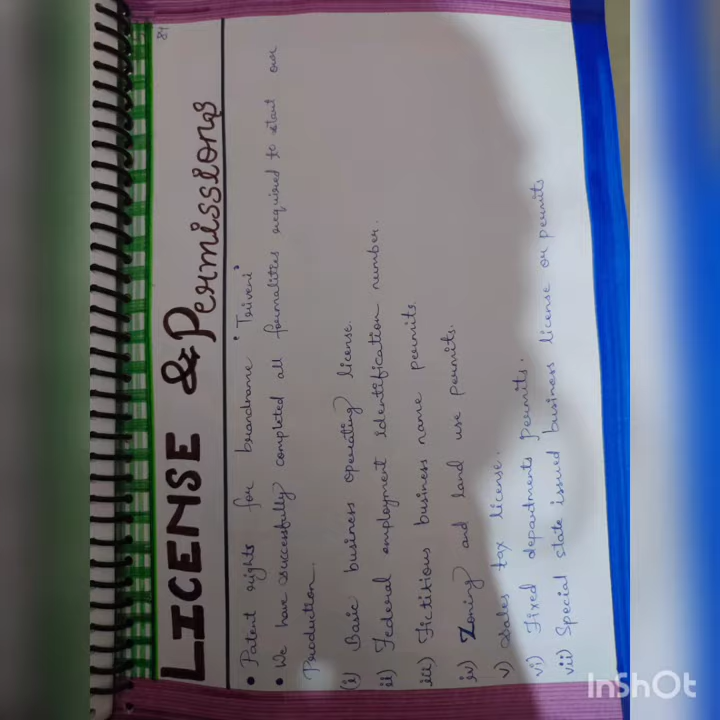 84
LICENSE & Permissions
• Patent rights for brandname "Triveni"
• We have successfully completed all formalities required to start our
Production.
(i) Basic business operating license
ii) Federal employment identification number.
iii) Fictitious business name permits.
iv) Zoning and land use permits.
v) Sales tax license.
vi) Fixed departments permits.
vii) Special state issued business license or permits
InShOt